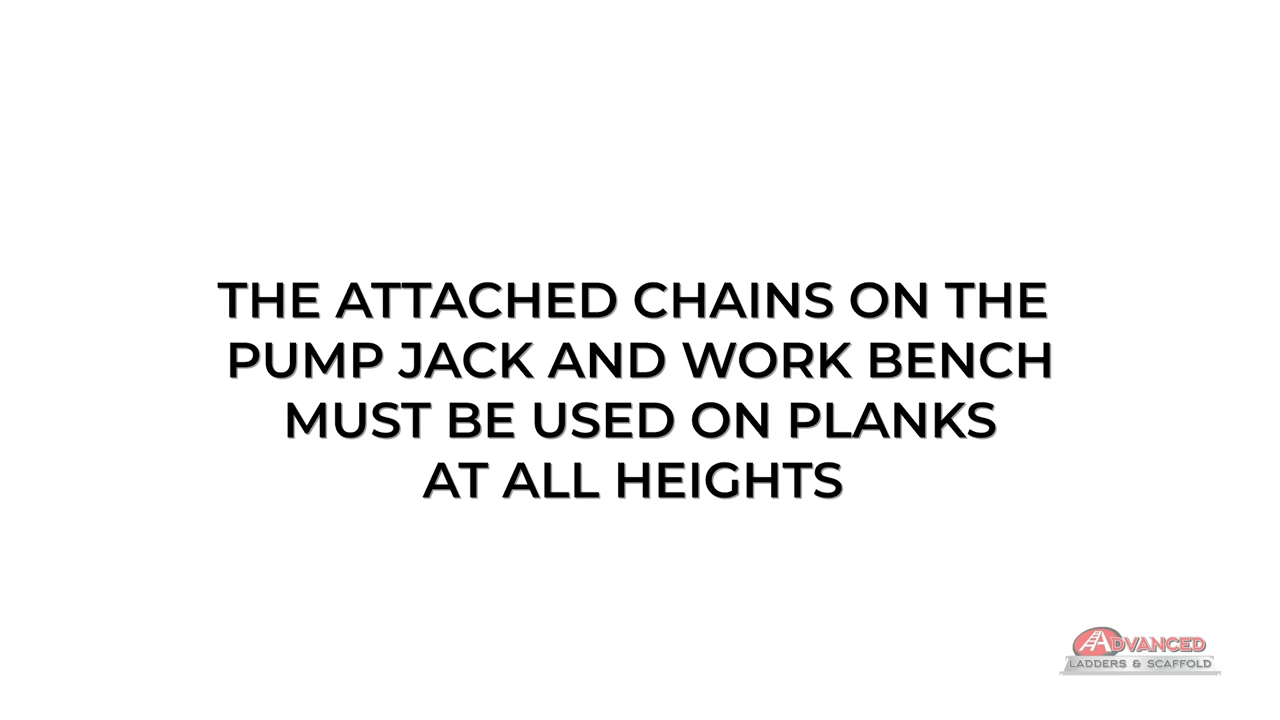 THE ATTACHED CHAINS ON THE
PUMP JACK AND WORK BENCH
MUST BE USED ON PLANKS
AT ALL HEIGHTS
ADVANCED
LADDERS & SCAFFOLD